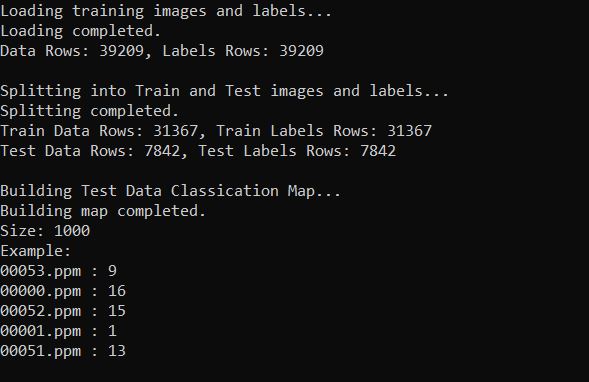 Loading training images and labels...
Loading completed.
Data Rows: 39209, Labels Rows: 39209
Splitting into Train and Test images and labels...
Splitting completed.
Train Data Rows: 31367, Train Labels Rows: 31367
Test Data Rows: 7842, Test Labels Rows: 7842
Building Test Data Classication Map...
Building map completed.
Size: 1000
Example:
00053.ppm : 9
00000.ppm : 16
00052.ppm : 15
00001.ppm : 1
00051.ppm : 13